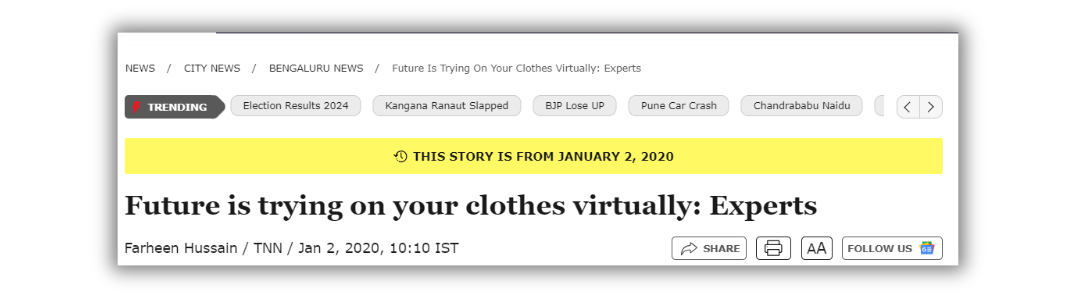 NEWS / CITY NEWS / BENGALURU NEWS / Future Is Trying On Your Clothes Virtually: Experts
# TRENDING Election Results 2024 Kangana Ranaut Slapped BJP Lose UP Pune Car Crash Chandrababu Naidu
THIS STORY IS FROM JANUARY 2, 2020
Future is trying on your clothes virtually: Experts
Farheen Hussain / TNN / Jan 2, 2020, 10:10 IST SHARE AA FOLLOW US